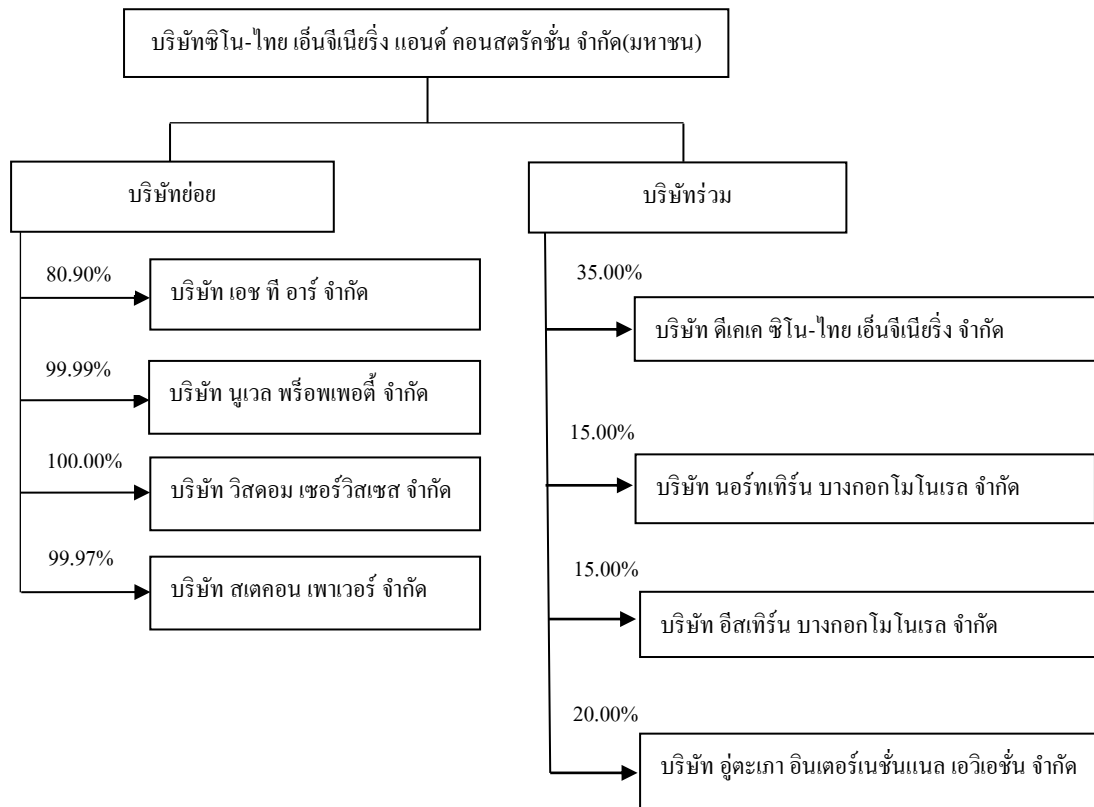 บริษัทซิโน-ไทย เอ็นจีเนียริ่ง แอนด์ คอนสตรัคชั่น จำกัด(มหาชน)
บริษัทย่อย
80.90%
บริษัท เอช ที อาร์ จำกัด
99.99%
บริษัท นูเวล พร็อพเพอตี้ จำกัด
100.00%
บริษัท วิสดอม เซอร์วิสเซส จำกัด
99.97%
บริษัท สเตคอน เพาเวอร์ จำกัด
บริษัทร่วม
35.00%
บริษัท ดีเคเค ซิโน-ไทย เอ็นจีเนียริ่ง จำกัด
15.00%
บริษัท นอร์ทเทิร์น บางกอกโมโนเรล จำกัด
15.00%
บริษัท อีสเทิร์น บางกอกโมโนเรล จำกัด
20.00%
บริษัท อู่ตะเภา อินเตอร์เนชั่นแนล เอวิเอชั่น จำกัด